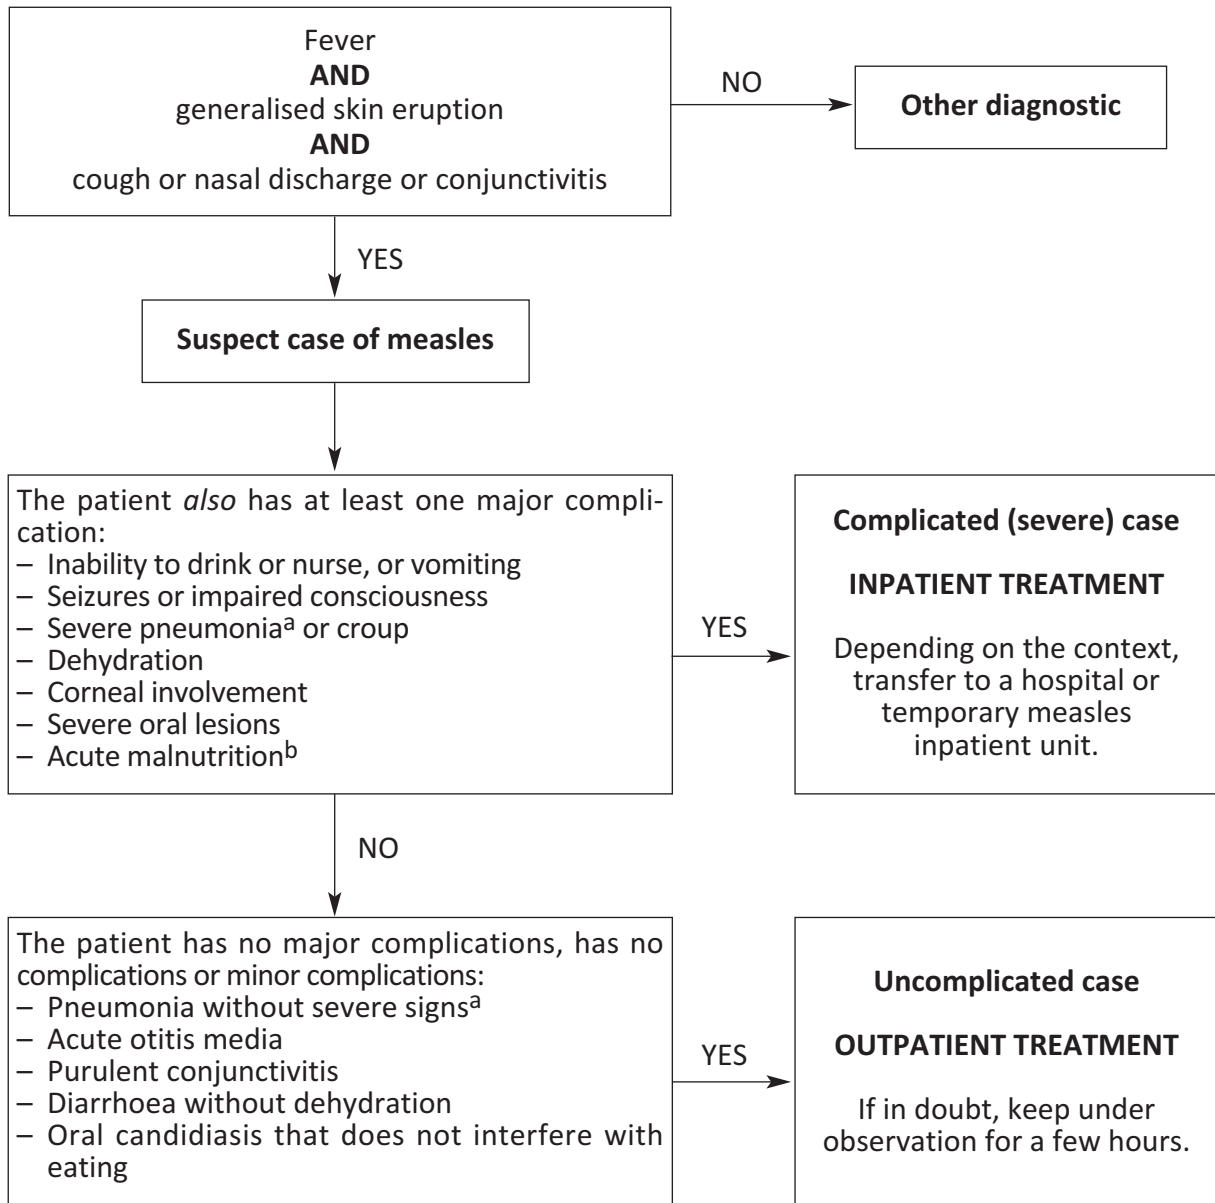 Fever
AND
generalised skin eruption
AND
cough or nasal discharge or conjunctivitis
NO
Other diagnostic
YES
Suspect case of measles
The patient also has at least one major compli-
cation:
– Inability to drink or nurse, or vomiting
– Seizures or impaired consciousness
– Severe pneumoniaᵃ or croup
– Dehydration
– Corneal involvement
– Severe oral lesions
– Acute malnutritionᵇ
YES
Complicated (severe) case
INPATIENT TREATMENT
Depending on the context,
transfer to a hospital or
temporary measles
inpatient unit.
NO
The patient has no major complications, has no
complications or minor complications:
– Pneumonia without severe signsᵃ
– Acute otitis media
– Purulent conjunctivitis
– Diarrhoea without dehydration
– Oral candidiasis that does not interfere with
eating
YES
Uncomplicated case
OUTPATIENT TREATMENT
If in doubt, keep under
observation for a few hours.